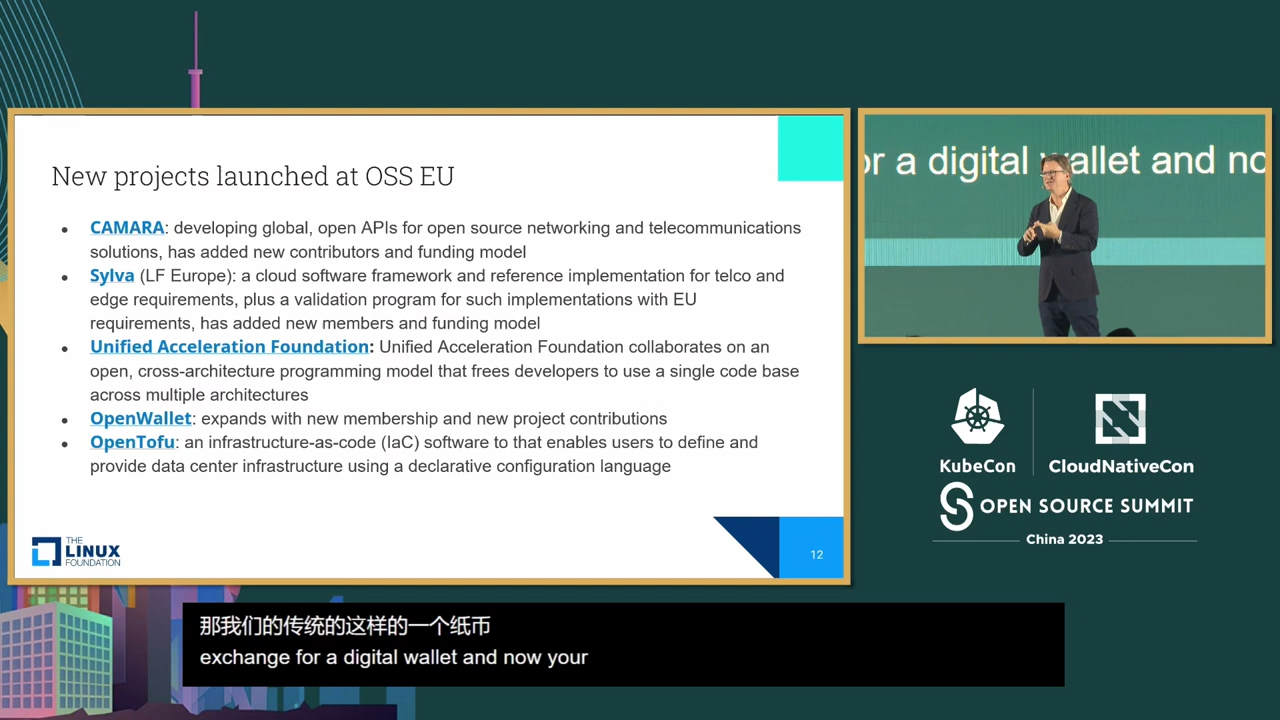 New projects launched at OSS EU
• CAMARA: developing global, open APIs for open source networking and telecommunications
solutions, has added new contributors and funding model
• Sylva (LF Europe): a cloud software framework and reference implementation for telco and
edge requirements, plus a validation program for such implementations with EU
requirements, has added new members and funding model
• Unified Acceleration Foundation: Unified Acceleration Foundation collaborates on an
open, cross-architecture programming model that frees developers to use a single code base
across multiple architectures
• OpenWallet: expands with new membership and new project contributions
• OpenTofu: an infrastructure-as-code (IaC) software to that enables users to define and
provide data center infrastructure using a declarative configuration language
THE
LINUX
FOUNDATION
12
or a digital wallet and no
KubeCon
CloudNativeCon
OPEN SOURCE SUMMIT
China 2023
那我们的传统的这样的一个纸币
exchange for a digital wallet and now your